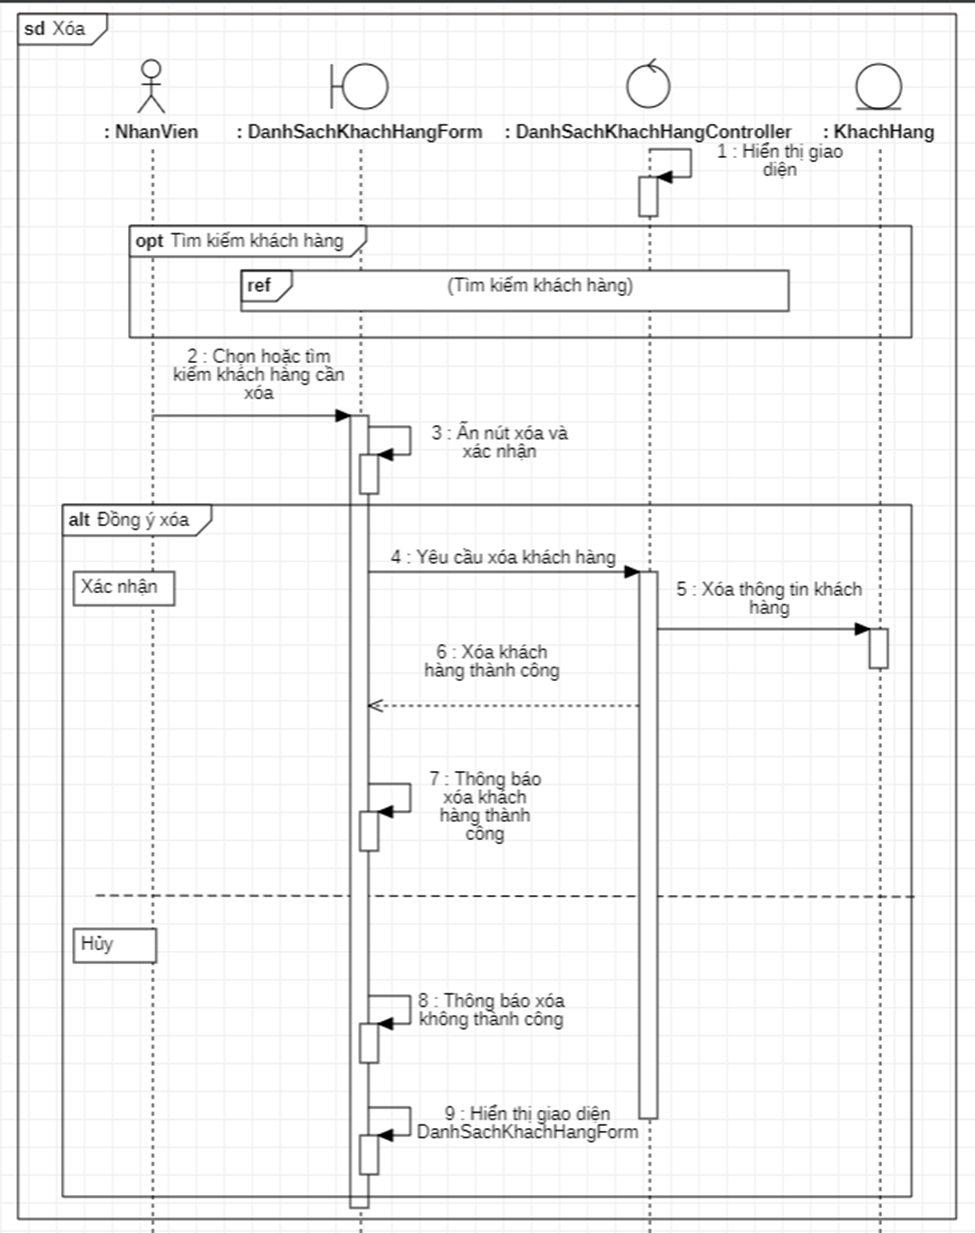 sd Xóa
: NhanVien
: DanhSachKhachHangForm
: DanhSachKhachHangController
: KhachHang
1 : Hiển thị giao
diện
opt Tìm kiếm khách hàng
ref
(Tìm kiếm khách hàng)
2 : Chọn hoặc tìm
kiếm khách hàng cần
xóa
3 : Ấn nút xóa và
xác nhận
alt Đồng ý xóa
4 : Yêu cầu xóa khách hàng
Xác nhận
5 : Xóa thông tin khách
hàng
6 : Xóa khách
hàng thành công
7 : Thông báo
xóa khách
hàng thành
công
Hủy
8 : Thông báo xóa
không thành công
9 : Hiển thị giao diện
DanhSachKhachHangForm